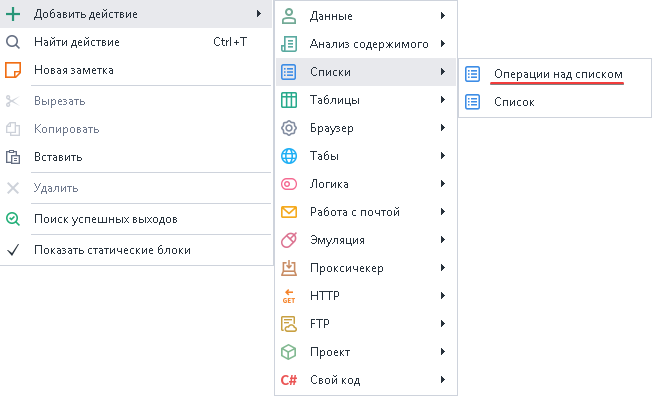 Добавить действие
Найти действие Ctrl+T
Новая заметка
Вырезать
Копировать
Вставить
Удалить
Поиск успешных выходов
Показать статические блоки
Данные
Анализ содержимого
Списки
Таблицы
Браузер
Табы
Логика
Работа с почтой
Эмуляция
Проксичекер
GET HTTP
FTP
Проект
C# Свой код
Операции над списком
Список